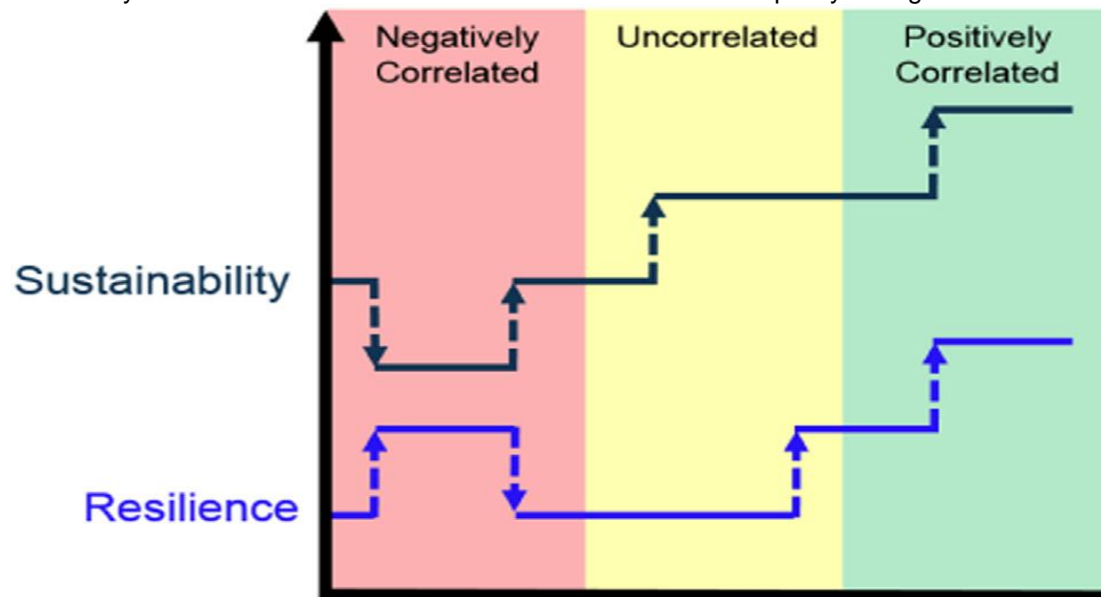 Negatively
Correlated
Uncorrelated
Positively
Correlated
Sustainability
Resilience